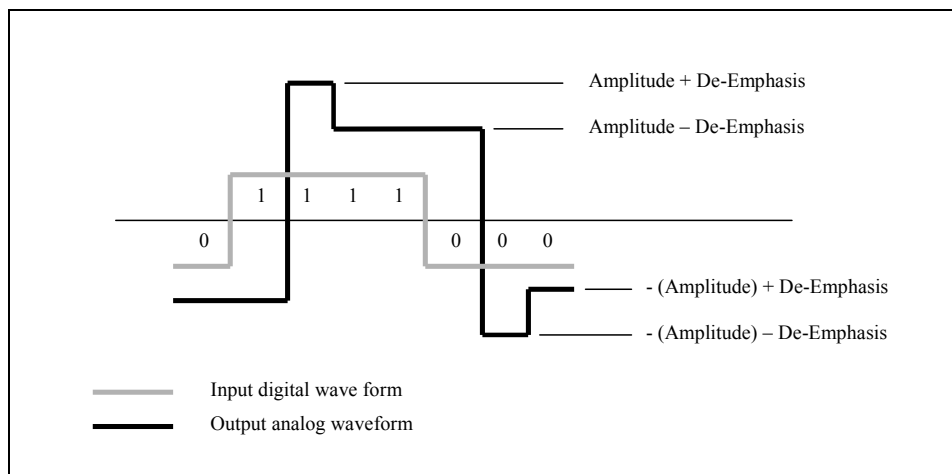 Amplitude + De-Emphasis
Amplitude – De-Emphasis
1 1 1 1
0
0 0 0
- (Amplitude) + De-Emphasis
- (Amplitude) – De-Emphasis
Input digital wave form
Output analog waveform